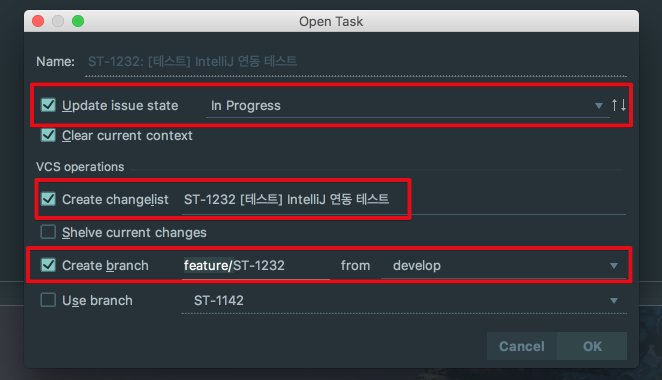 Open Task
Name: ST-1232: [테스트] IntelliJ 연동 테스트
Update issue state In Progress
Clear current context
VCS operations
Create changelist ST-1232 [테스트] IntelliJ 연동 테스트
Shelve current changes
Create branch feature/ST-1232 from develop
Use branch ST-1142
Cancel OK